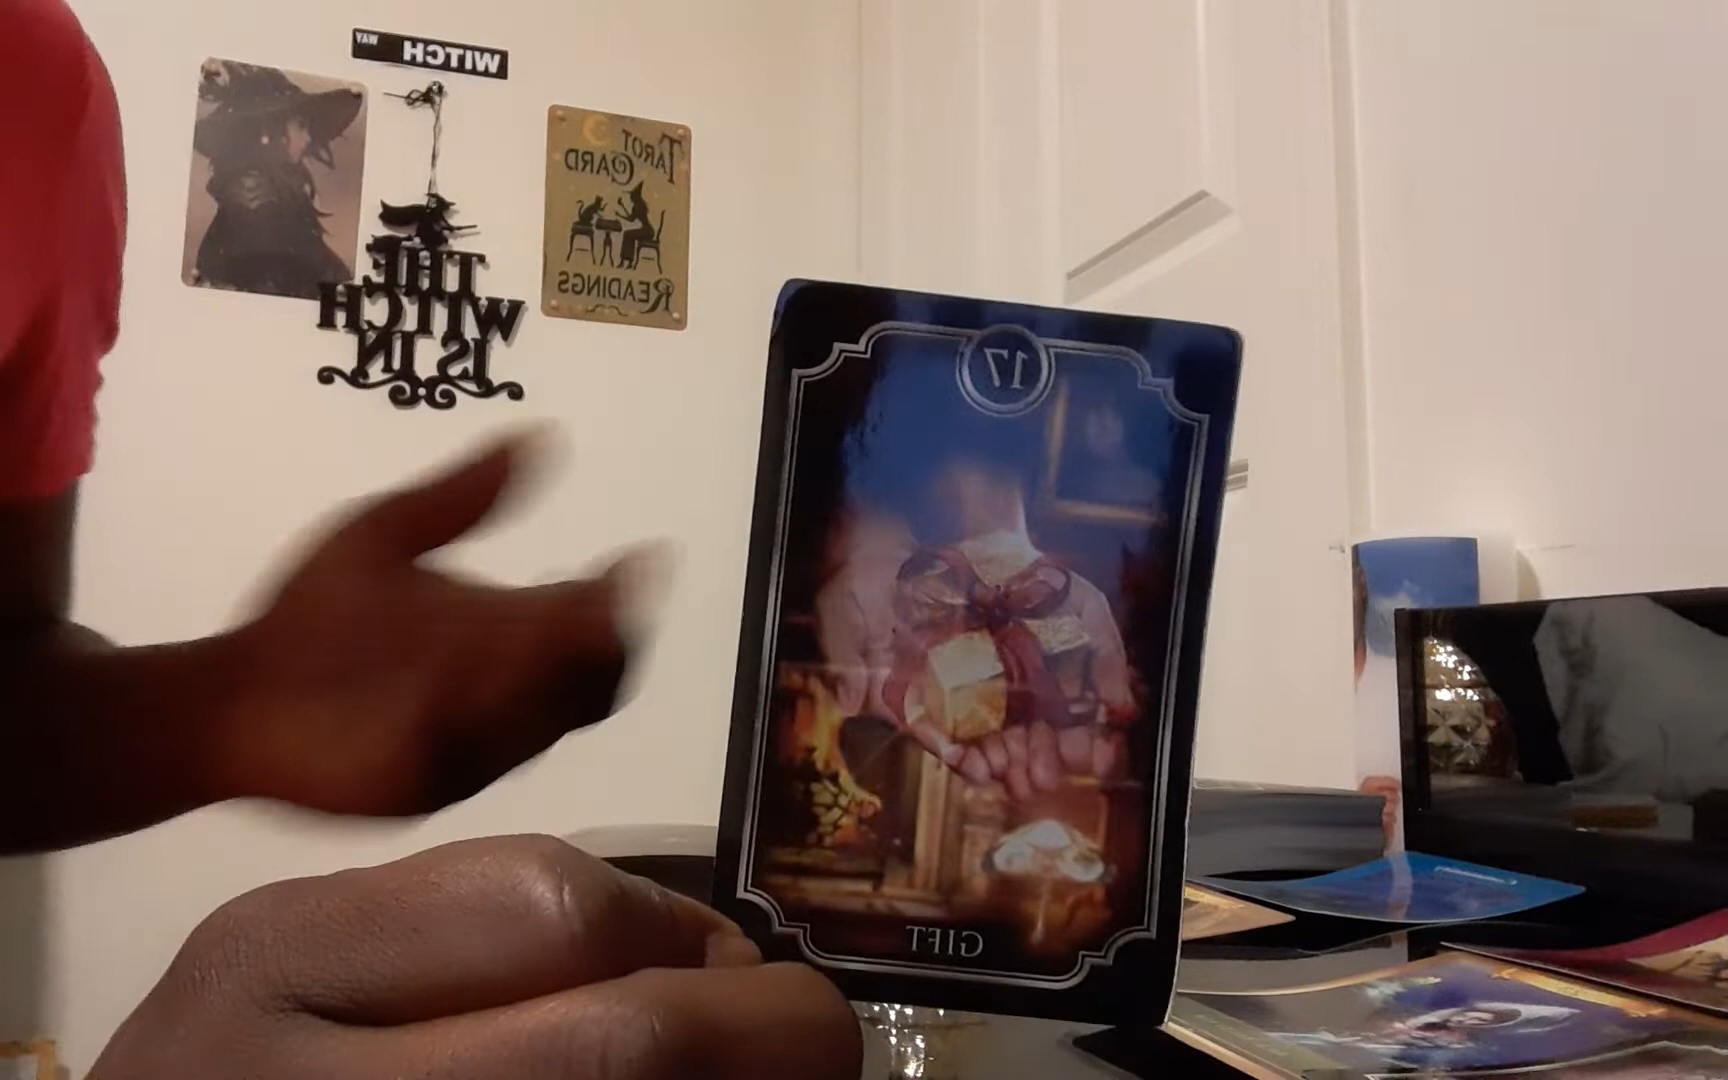 WITCH WAY
THE
WITCH
IS IN
TAROT
CARD
READINGS
17
GIFT